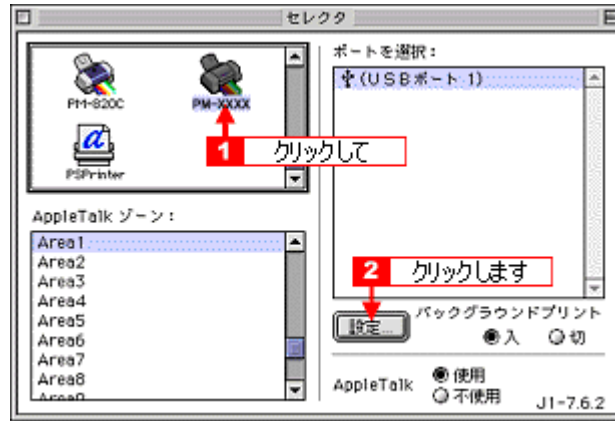 セレクタ
PM-820C
PM-XXXX
1 クリックして
PSPrinter
AppleTalk ゾーン：
Area1
Area2
Area3
Area4
Area5
Area6
Area7
Area8
ポートを選択：
(USBポート 1)
2 クリックします
設定...
バックグラウンドプリント
入 切
AppleTalk
使用
不使用
J1-7.6.2